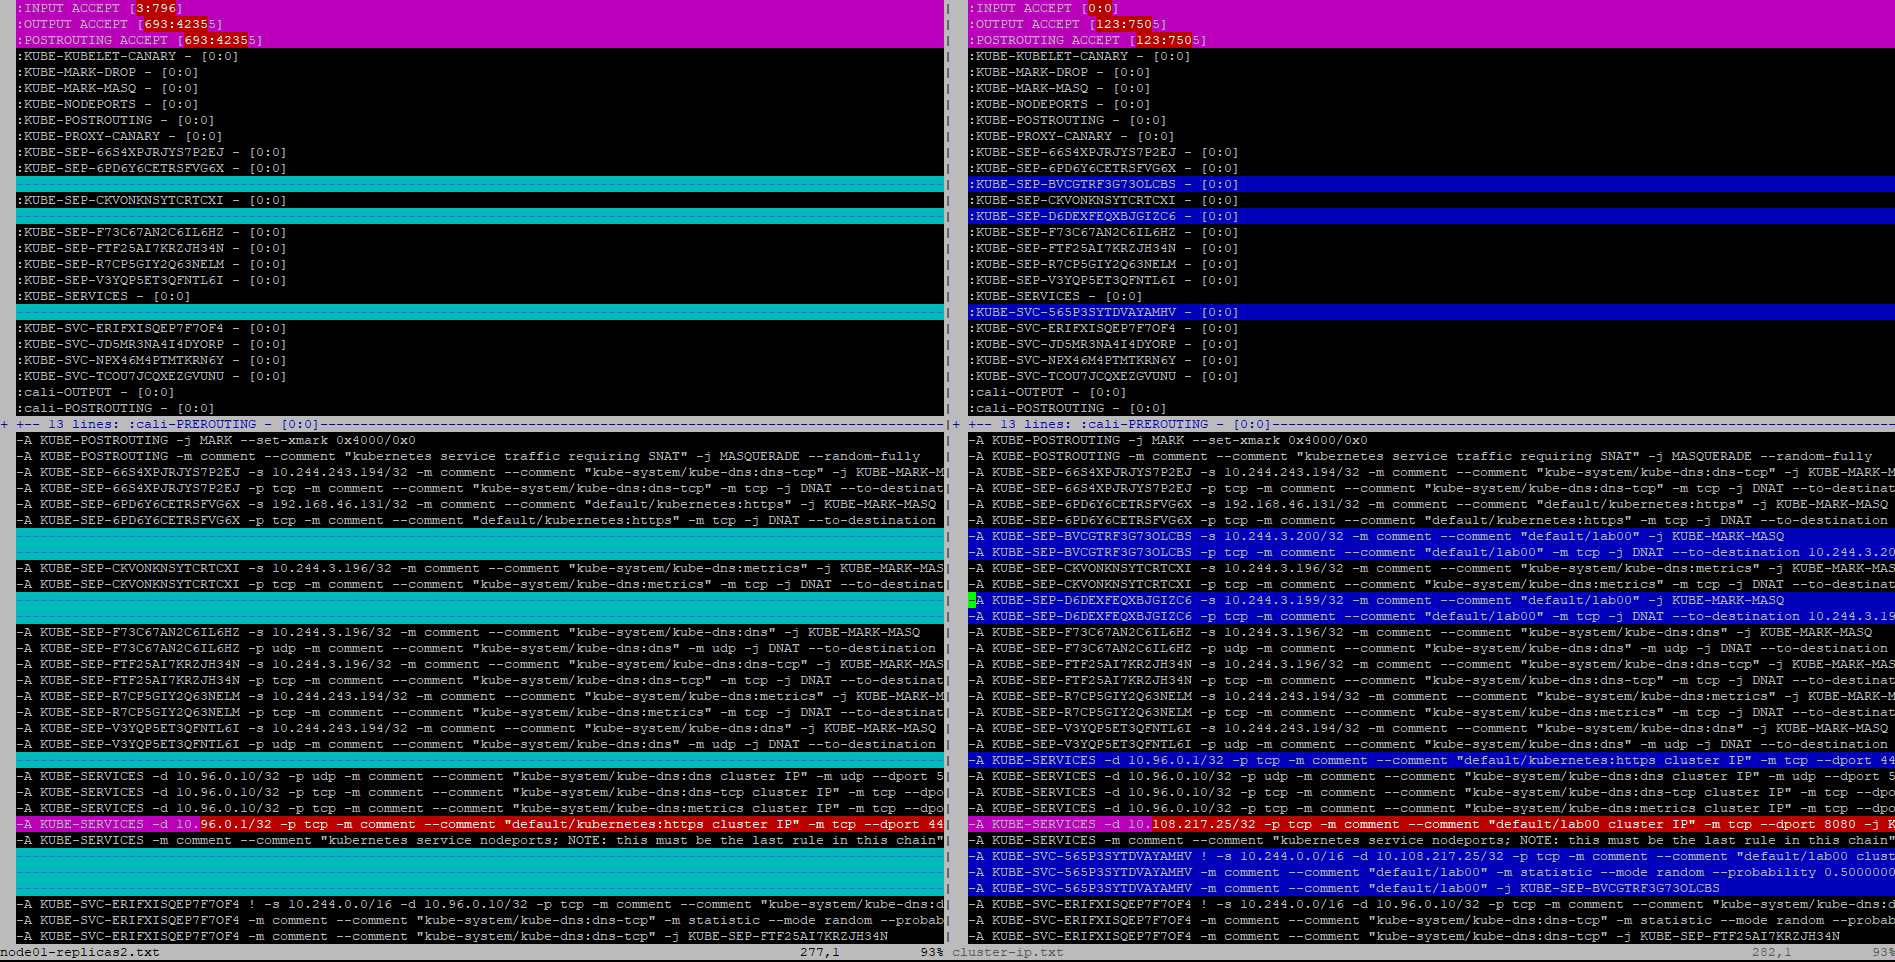 :INPUT ACCEPT [3:796]
:OUTPUT ACCEPT [693:42355]
:POSTROUTING ACCEPT [693:42355]
:KUBE-KUBELET-CANARY - [0:0]
:KUBE-MARK-DROP - [0:0]
:KUBE-MARK-MASQ - [0:0]
:KUBE-NODEPORTS - [0:0]
:KUBE-POSTROUTING - [0:0]
:KUBE-PROXY-CANARY - [0:0]
:KUBE-SEP-66S4XPJRJYS7P2EJ - [0:0]
:KUBE-SEP-6PD6Y6CETRSFVG6X - [0:0]
:KUBE-SEP-CKVONKNSYTCRTCXI - [0:0]
:KUBE-SEP-F73C67AN2C6IL6HZ - [0:0]
:KUBE-SEP-FTF25AI7KRZJH34N - [0:0]
:KUBE-SEP-R7CP5GIY2Q63NELM - [0:0]
:KUBE-SEP-V3YQP5ET3QFNTL6I - [0:0]
:KUBE-SERVICES - [0:0]
:KUBE-SVC-ERIFXISQEP7F7OF4 - [0:0]
:KUBE-SVC-JD5MR3NA4I4DYORP - [0:0]
:KUBE-SVC-NPX46M4PTMTKRN6Y - [0:0]
:KUBE-SVC-TCOU7JCQXEZGVUNU - [0:0]
:cali-OUTPUT - [0:0]
:cali-POSTROUTING - [0:0]
+ +-- 13 lines: :cali-PREROUTING - [0:0]
-A KUBE-POSTROUTING -j MARK --set-xmark 0x4000/0x0
-A KUBE-POSTROUTING -m comment --comment "kubernetes service traffic requiring SNAT" -j MASQUERADE --random-fully
-A KUBE-SEP-66S4XPJRJYS7P2EJ -s 10.244.243.194/32 -m comment --comment "kube-system/kube-dns:dns-tcp" -j KUBE-MARK-M
-A KUBE-SEP-66S4XPJRJYS7P2EJ -p tcp -m comment --comment "kube-system/kube-dns:dns-tcp" -m tcp -j DNAT --to-destinat
-A KUBE-SEP-6PD6Y6CETRSFVG6X -s 192.168.46.131/32 -m comment --comment "default/kubernetes:https" -j KUBE-MARK-MASQ
-A KUBE-SEP-6PD6Y6CETRSFVG6X -p tcp -m comment --comment "default/kubernetes:https" -m tcp -j DNAT --to-destination
-A KUBE-SEP-CKVONKNSYTCRTCXI -s 10.244.3.196/32 -m comment --comment "kube-system/kube-dns:metrics" -j KUBE-MARK-MAS
-A KUBE-SEP-CKVONKNSYTCRTCXI -p tcp -m comment --comment "kube-system/kube-dns:metrics" -m tcp -j DNAT --to-destinat
-A KUBE-SEP-F73C67AN2C6IL6HZ -s 10.244.3.196/32 -m comment --comment "kube-system/kube-dns:dns" -j KUBE-MARK-MASQ
-A KUBE-SEP-F73C67AN2C6IL6HZ -p udp -m comment --comment "kube-system/kube-dns:dns" -m udp -j DNAT --to-destination
-A KUBE-SEP-FTF25AI7KRZJH34N -s 10.244.3.196/32 -m comment --comment "kube-system/kube-dns:dns-tcp" -j KUBE-MARK-MAS
-A KUBE-SEP-FTF25AI7KRZJH34N -p tcp -m comment --comment "kube-system/kube-dns:dns-tcp" -m tcp -j DNAT --to-destinat
-A KUBE-SEP-R7CP5GIY2Q63NELM -s 10.244.243.194/32 -m comment --comment "kube-system/kube-dns:metrics" -j KUBE-MARK-M
-A KUBE-SEP-R7CP5GIY2Q63NELM -p tcp -m comment --comment "kube-system/kube-dns:metrics" -m tcp -j DNAT --to-destinat
-A KUBE-SEP-V3YQP5ET3QFNTL6I -s 10.244.243.194/32 -m comment --comment "kube-system/kube-dns:dns" -j KUBE-MARK-MASQ
-A KUBE-SEP-V3YQP5ET3QFNTL6I -p udp -m comment --comment "kube-system/kube-dns:dns" -m udp -j DNAT --to-destination
-A KUBE-SERVICES -d 10.96.0.10/32 -p udp -m comment --comment "kube-system/kube-dns:dns cluster IP" -m udp --dport 5
-A KUBE-SERVICES -d 10.96.0.10/32 -p tcp -m comment --comment "kube-system/kube-dns:dns-tcp cluster IP" -m tcp --dpo
-A KUBE-SERVICES -d 10.96.0.10/32 -p tcp -m comment --comment "kube-system/kube-dns:metrics cluster IP" -m tcp --dpo
-A KUBE-SERVICES -d 10.96.0.1/32 -p tcp -m comment --comment "default/kubernetes:https cluster IP" -m tcp --dport 44
-A KUBE-SERVICES -m comment --comment "kubernetes service nodeports; NOTE: this must be the last rule in this chain"
-A KUBE-SVC-ERIFXISQEP7F7OF4 ! -s 10.244.0.0/16 -d 10.96.0.10/32 -p tcp -m comment --comment "kube-system/kube-dns:d
-A KUBE-SVC-ERIFXISQEP7F7OF4 -m comment --comment "kube-system/kube-dns:dns-tcp" -m statistic --mode random --probab
-A KUBE-SVC-ERIFXISQEP7F7OF4 -m comment --comment "kube-system/kube-dns:dns-tcp" -j KUBE-SEP-FTF25AI7KRZJH34N
node01-replicas2.txt 277,1 93%
:INPUT ACCEPT [0:0]
:OUTPUT ACCEPT [123:7505]
:POSTROUTING ACCEPT [123:7505]
:KUBE-KUBELET-CANARY - [0:0]
:KUBE-MARK-DROP - [0:0]
:KUBE-MARK-MASQ - [0:0]
:KUBE-NODEPORTS - [0:0]
:KUBE-POSTROUTING - [0:0]
:KUBE-PROXY-CANARY - [0:0]
:KUBE-SEP-66S4XPJRJYS7P2EJ - [0:0]
:KUBE-SEP-6PD6Y6CETRSFVG6X - [0:0]
:KUBE-SEP-BVCGTRF3G73OLCBS - [0:0]
:KUBE-SEP-CKVONKNSYTCRTCXI - [0:0]
:KUBE-SEP-D6DEXFEQXBJGIZC6 - [0:0]
:KUBE-SEP-F73C67AN2C6IL6HZ - [0:0]
:KUBE-SEP-FTF25AI7KRZJH34N - [0:0]
:KUBE-SEP-R7CP5GIY2Q63NELM - [0:0]
:KUBE-SEP-V3YQP5ET3QFNTL6I - [0:0]
:KUBE-SERVICES - [0:0]
:KUBE-SVC-565P3SYTDVAYAMHV - [0:0]
:KUBE-SVC-ERIFXISQEP7F7OF4 - [0:0]
:KUBE-SVC-JD5MR3NA4I4DYORP - [0:0]
:KUBE-SVC-NPX46M4PTMTKRN6Y - [0:0]
:KUBE-SVC-TCOU7JCQXEZGVUNU - [0:0]
:cali-OUTPUT - [0:0]
:cali-POSTROUTING - [0:0]
+ +-- 13 lines: :cali-PREROUTING - [0:0]
-A KUBE-POSTROUTING -j MARK --set-xmark 0x4000/0x0
-A KUBE-POSTROUTING -m comment --comment "kubernetes service traffic requiring SNAT" -j MASQUERADE --random-fully
-A KUBE-SEP-66S4XPJRJYS7P2EJ -s 10.244.243.194/32 -m comment --comment "kube-system/kube-dns:dns-tcp" -j KUBE-MARK-M
-A KUBE-SEP-66S4XPJRJYS7P2EJ -p tcp -m comment --comment "kube-system/kube-dns:dns-tcp" -m tcp -j DNAT --to-destinat
-A KUBE-SEP-6PD6Y6CETRSFVG6X -s 192.168.46.131/32 -m comment --comment "default/kubernetes:https" -j KUBE-MARK-MASQ
-A KUBE-SEP-6PD6Y6CETRSFVG6X -p tcp -m comment --comment "default/kubernetes:https" -m tcp -j DNAT --to-destination
-A KUBE-SEP-BVCGTRF3G73OLCBS -s 10.244.3.200/32 -m comment --comment "default/lab00" -j KUBE-MARK-MASQ
-A KUBE-SEP-BVCGTRF3G73OLCBS -p tcp -m comment --comment "default/lab00" -m tcp -j DNAT --to-destination 10.244.3.20
-A KUBE-SEP-CKVONKNSYTCRTCXI -s 10.244.3.196/32 -m comment --comment "kube-system/kube-dns:metrics" -j KUBE-MARK-MAS
-A KUBE-SEP-CKVONKNSYTCRTCXI -p tcp -m comment --comment "kube-system/kube-dns:metrics" -m tcp -j DNAT --to-destinat
-A KUBE-SEP-D6DEXFEQXBJGIZC6 -s 10.244.3.199/32 -m comment --comment "default/lab00" -j KUBE-MARK-MASQ
-A KUBE-SEP-D6DEXFEQXBJGIZC6 -p tcp -m comment --comment "default/lab00" -m tcp -j DNAT --to-destination 10.244.3.19
-A KUBE-SEP-F73C67AN2C6IL6HZ -s 10.244.3.196/32 -m comment --comment "kube-system/kube-dns:dns" -j KUBE-MARK-MASQ
-A KUBE-SEP-F73C67AN2C6IL6HZ -p udp -m comment --comment "kube-system/kube-dns:dns" -m udp -j DNAT --to-destination
-A KUBE-SEP-FTF25AI7KRZJH34N -s 10.244.3.196/32 -m comment --comment "kube-system/kube-dns:dns-tcp" -j KUBE-MARK-MAS
-A KUBE-SEP-FTF25AI7KRZJH34N -p tcp -m comment --comment "kube-system/kube-dns:dns-tcp" -m tcp -j DNAT --to-destinat
-A KUBE-SEP-R7CP5GIY2Q63NELM -s 10.244.243.194/32 -m comment --comment "kube-system/kube-dns:metrics" -j KUBE-MARK-M
-A KUBE-SEP-R7CP5GIY2Q63NELM -p tcp -m comment --comment "kube-system/kube-dns:metrics" -m tcp -j DNAT --to-destinat
-A KUBE-SEP-V3YQP5ET3QFNTL6I -s 10.244.243.194/32 -m comment --comment "kube-system/kube-dns:dns" -j KUBE-MARK-MASQ
-A KUBE-SEP-V3YQP5ET3QFNTL6I -p udp -m comment --comment "kube-system/kube-dns:dns" -m udp -j DNAT --to-destination
-A KUBE-SERVICES -d 10.96.0.1/32 -p tcp -m comment --comment "default/kubernetes:https cluster IP" -m tcp --dport 44
-A KUBE-SERVICES -d 10.96.0.10/32 -p udp -m comment --comment "kube-system/kube-dns:dns cluster IP" -m udp --dport 5
-A KUBE-SERVICES -d 10.96.0.10/32 -p tcp -m comment --comment "kube-system/kube-dns:dns-tcp cluster IP" -m tcp --dpo
-A KUBE-SERVICES -d 10.96.0.10/32 -p tcp -m comment --comment "kube-system/kube-dns:metrics cluster IP" -m tcp --dpo
-A KUBE-SERVICES -d 10.108.217.25/32 -p tcp -m comment --comment "default/lab00 cluster IP" -m tcp --dport 8080 -j K
-A KUBE-SERVICES -m comment --comment "kubernetes service nodeports; NOTE: this must be the last rule in this chain"
-A KUBE-SVC-565P3SYTDVAYAMHV ! -s 10.244.0.0/16 -d 10.108.217.25/32 -p tcp -m comment --comment "default/lab00 clust
-A KUBE-SVC-565P3SYTDVAYAMHV -m comment --comment "default/lab00" -m statistic --mode random --probability 0.5000000
-A KUBE-SVC-565P3SYTDVAYAMHV -m comment --comment "default/lab00" -j KUBE-SEP-BVCGTRF3G73OLCBS
-A KUBE-SVC-ERIFXISQEP7F7OF4 ! -s 10.244.0.0/16 -d 10.96.0.10/32 -p tcp -m comment --comment "kube-system/kube-dns:d
-A KUBE-SVC-ERIFXISQEP7F7OF4 -m comment --comment "kube-system/kube-dns:dns-tcp" -m statistic --mode random --probab
-A KUBE-SVC-ERIFXISQEP7F7OF4 -m comment --comment "kube-system/kube-dns:dns-tcp" -j KUBE-SEP-FTF25AI7KRZJH34N
cluster-ip.txt 282,1 93%